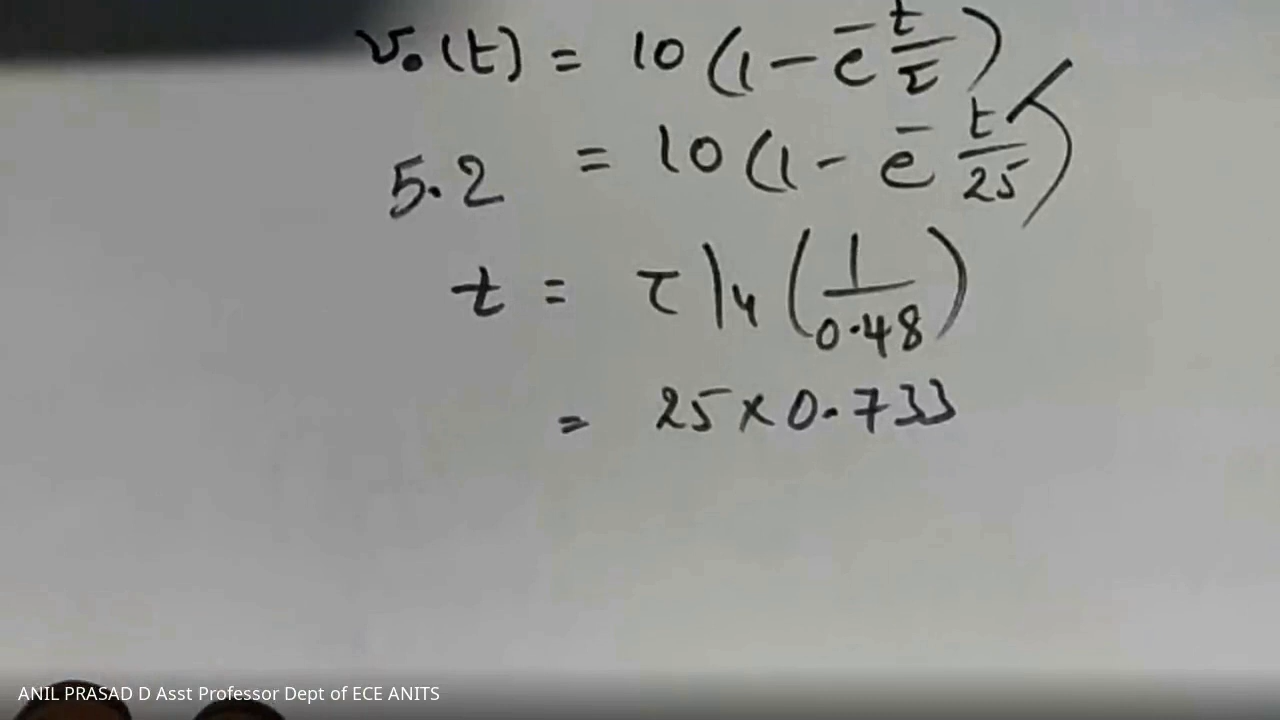 v₀(t) = 10 (1 - e^-t/τ)
5.2 = 10 (1 - e^-t/25)
t = τ ln (1/0.48)
= 25 × 0.733
ANIL PRASAD D Asst Professor Dept of ECE ANITS